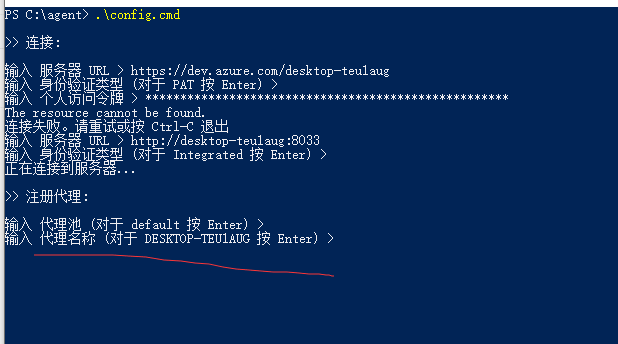 PS C:\agent> .\config.cmd
>> 连接:
输入 服务器 URL > https://dev.azure.com/desktop-teu1aug
输入 身份验证类型 (对于 PAT 按 Enter) >
输入 个人访问令牌 > ****************************************************
The resource cannot be found.
连接失败。请重试或按 Ctrl-C 退出
输入 服务器 URL > http://desktop-teu1aug:8033
输入 身份验证类型 (对于 Integrated 按 Enter) >
正在连接到服务器...
>> 注册代理:
输入 代理池 (对于 default 按 Enter) >
输入 代理名称 (对于 DESKTOP-TEU1AUG 按 Enter) >